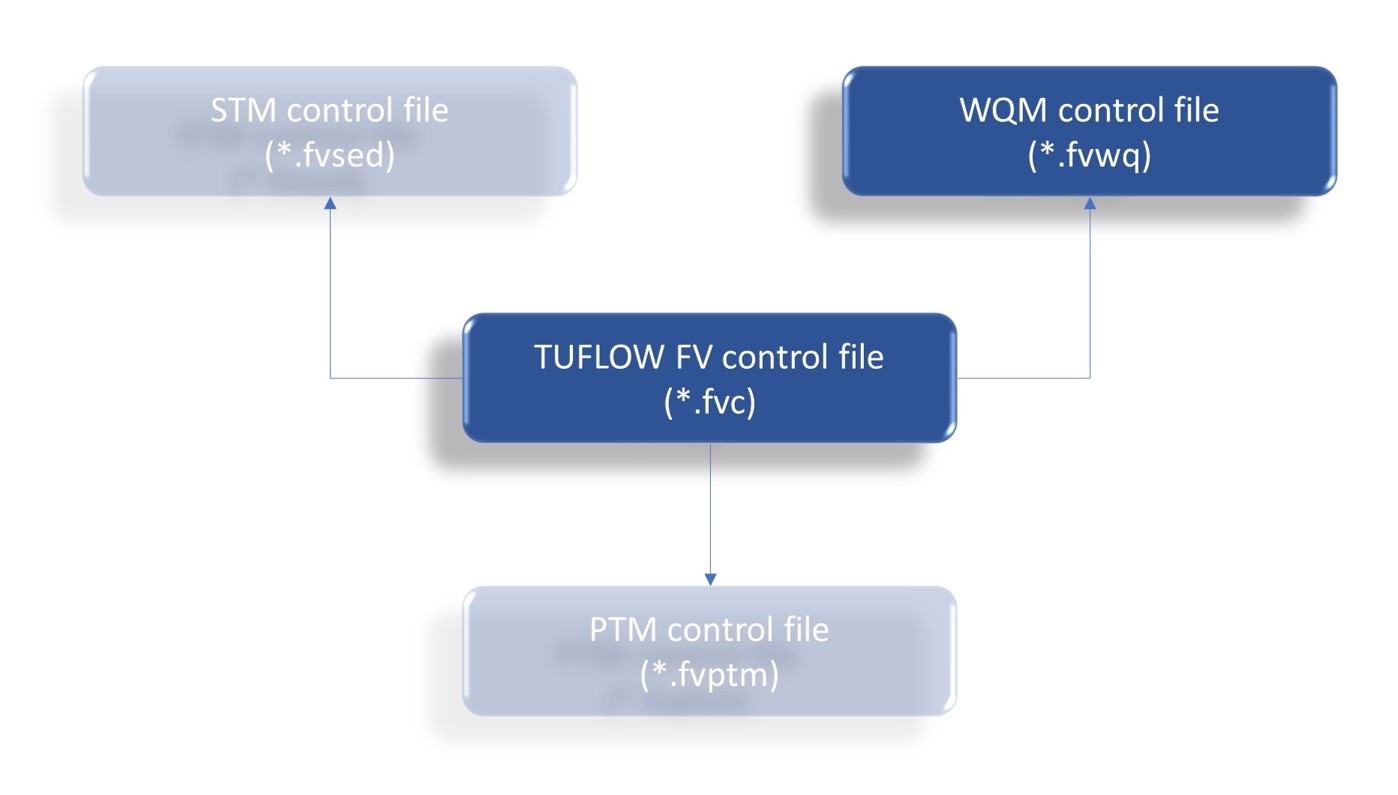 STM control file
(*.fvsed)
WQM control file
(*.fvwq)
TUFLOW FV control file
(*.fvc)
PTM control file
(*.fvptm)